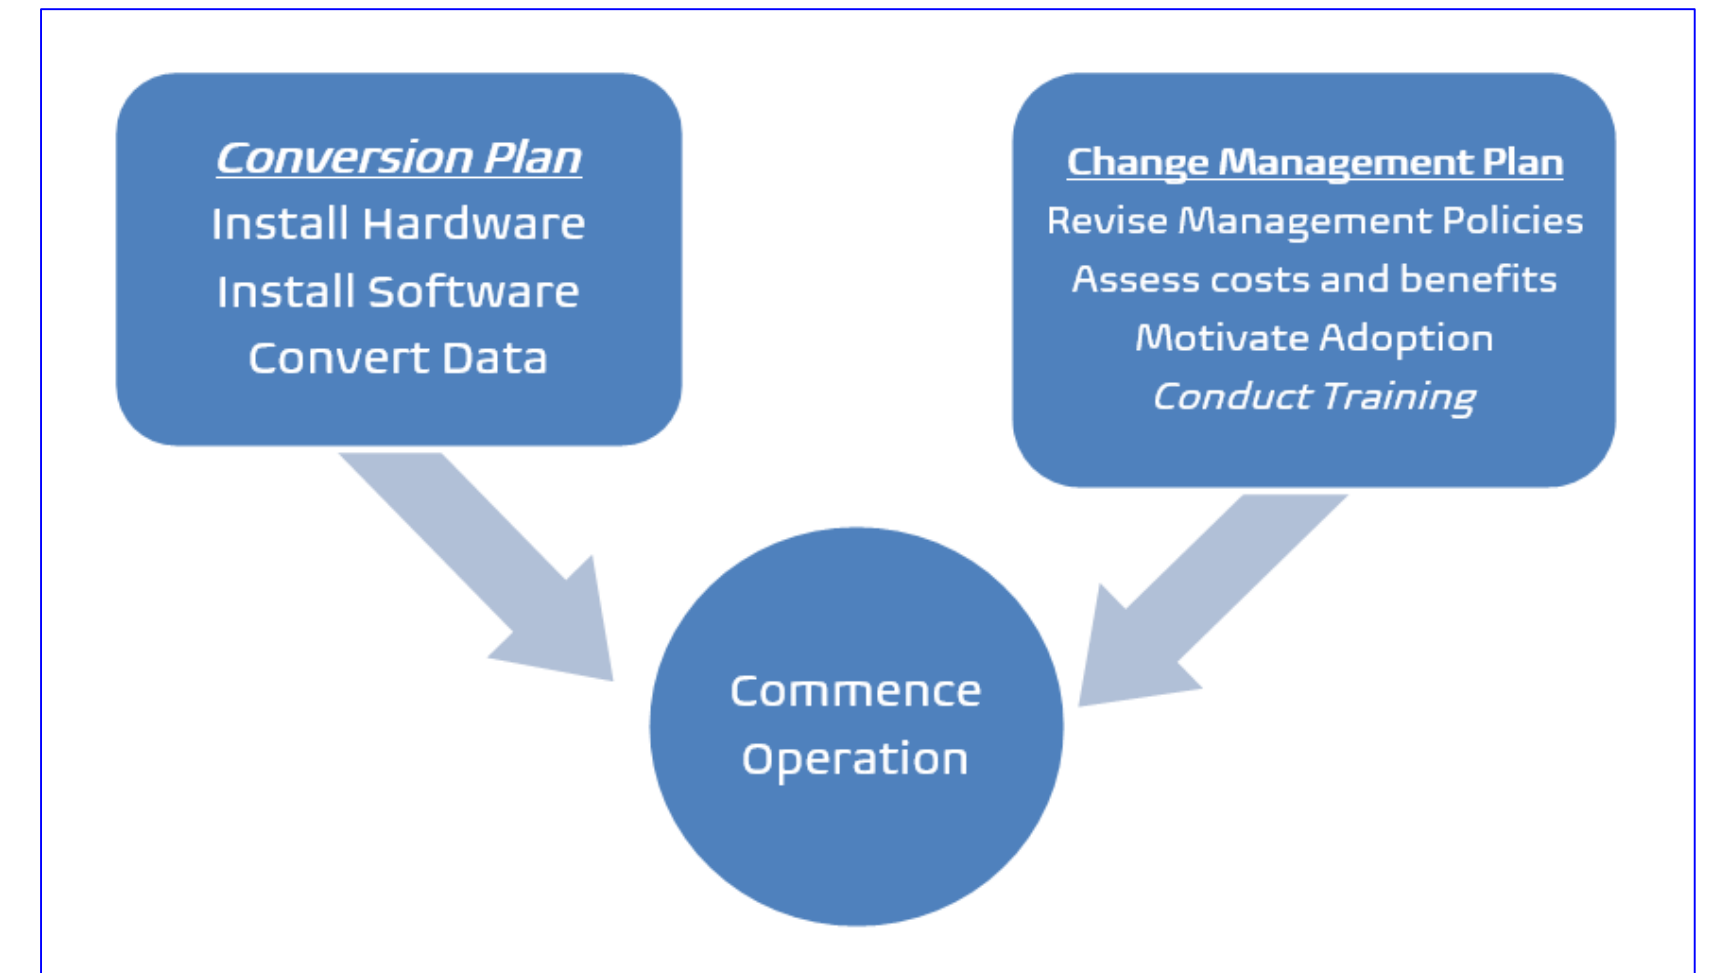 Conversion Plan
Install Hardware
Install Software
Convert Data
Change Management Plan
Revise Management Policies
Assess costs and benefits
Motivate Adoption
Conduct Training
Commence
Operation